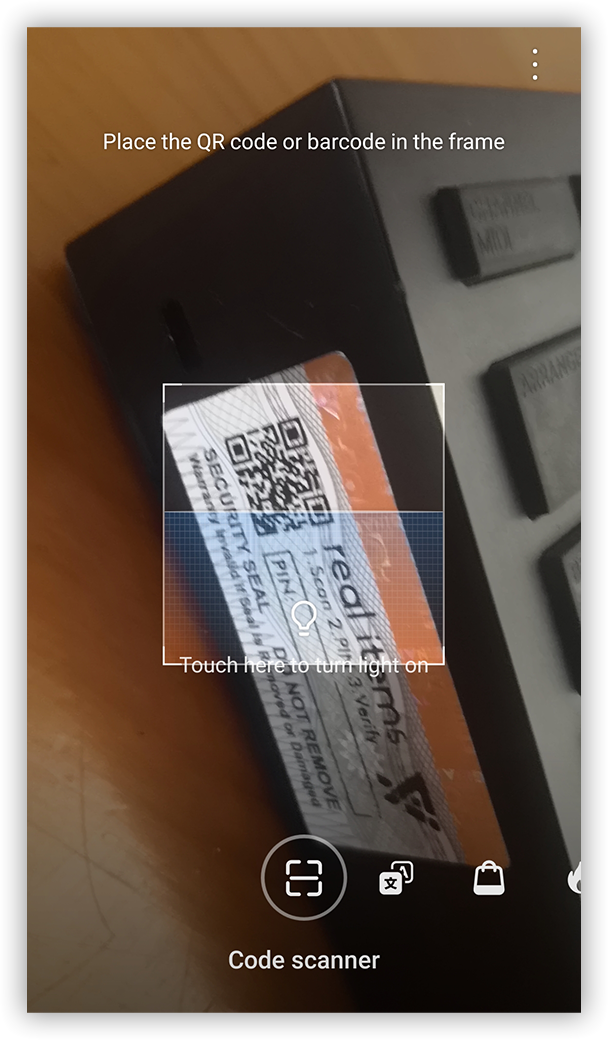 Place the QR code or barcode in the frame
CHANNEL
MIDI
SECURITY SEAL
Warranty Invalid if Seal is Removed or Damaged
PIN:
DO NOT REMOVE
real items
1.Scan 2.PIN 3.Verify
Touch here to turn light on
Code scanner